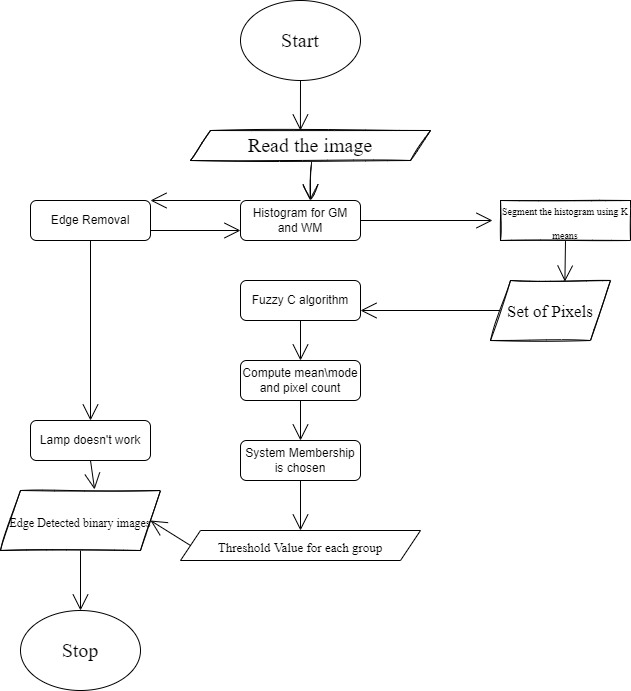 Start
Read the image
Edge Removal
Histogram for GM
and WM
Segment the histogram using K
means
Fuzzy C algorithm
Set of Pixels
Compute mean\mode
and pixel count
Lamp doesn't work
System Membership
is chosen
Edge Detected binary images
Threshold Value for each group
Stop